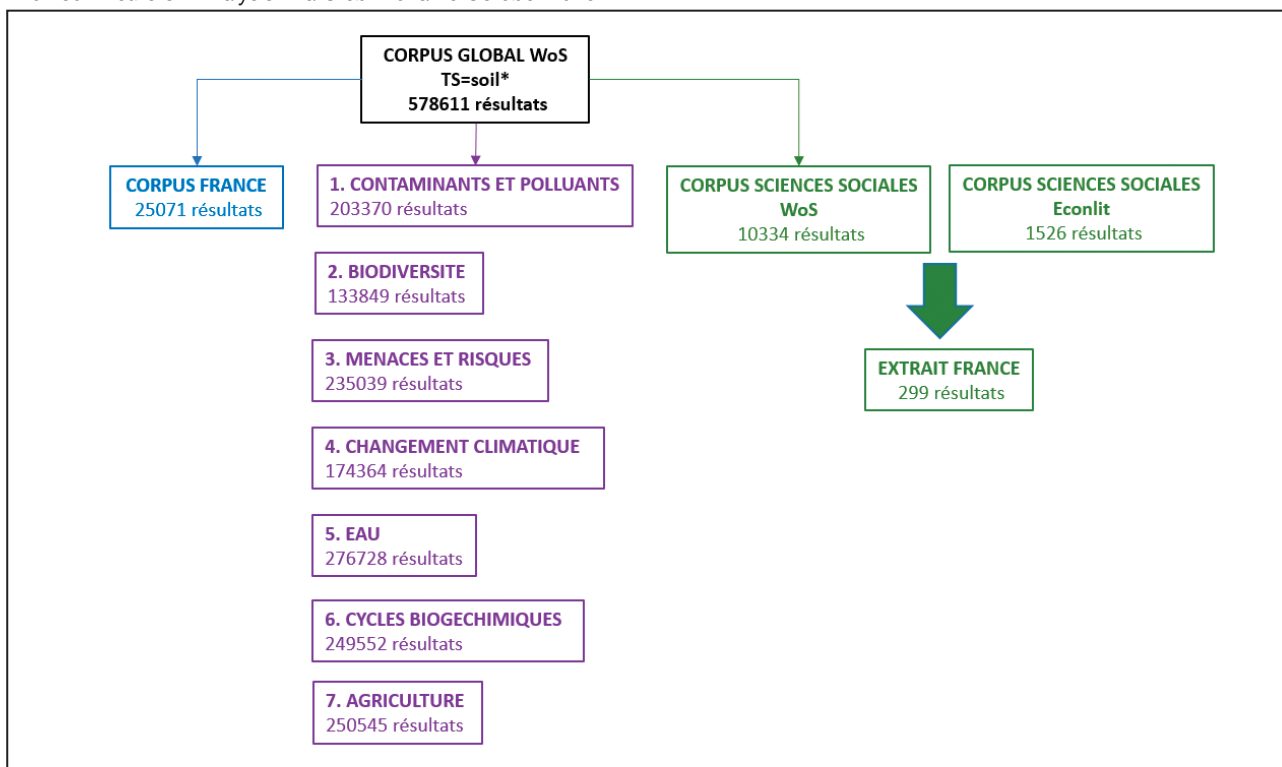 CORPUS GLOBAL WoS
TS=soil*
578611 résultats
CORPUS FRANCE
25071 résultats
1. CONTAMINANTS ET POLLUANTS
203370 résultats
2. BIODIVERSITE
133849 résultats
3. MENACES ET RISQUES
235039 résultats
4. CHANGEMENT CLIMATIQUE
174364 résultats
5. EAU
276728 résultats
6. CYCLES BIOGECHIMIQUES
249552 résultats
7. AGRICULTURE
250545 résultats
CORPUS SCIENCES SOCIALES
WoS
10334 résultats
CORPUS SCIENCES SOCIALES
Econlit
1526 résultats
EXTRAIT FRANCE
299 résultats